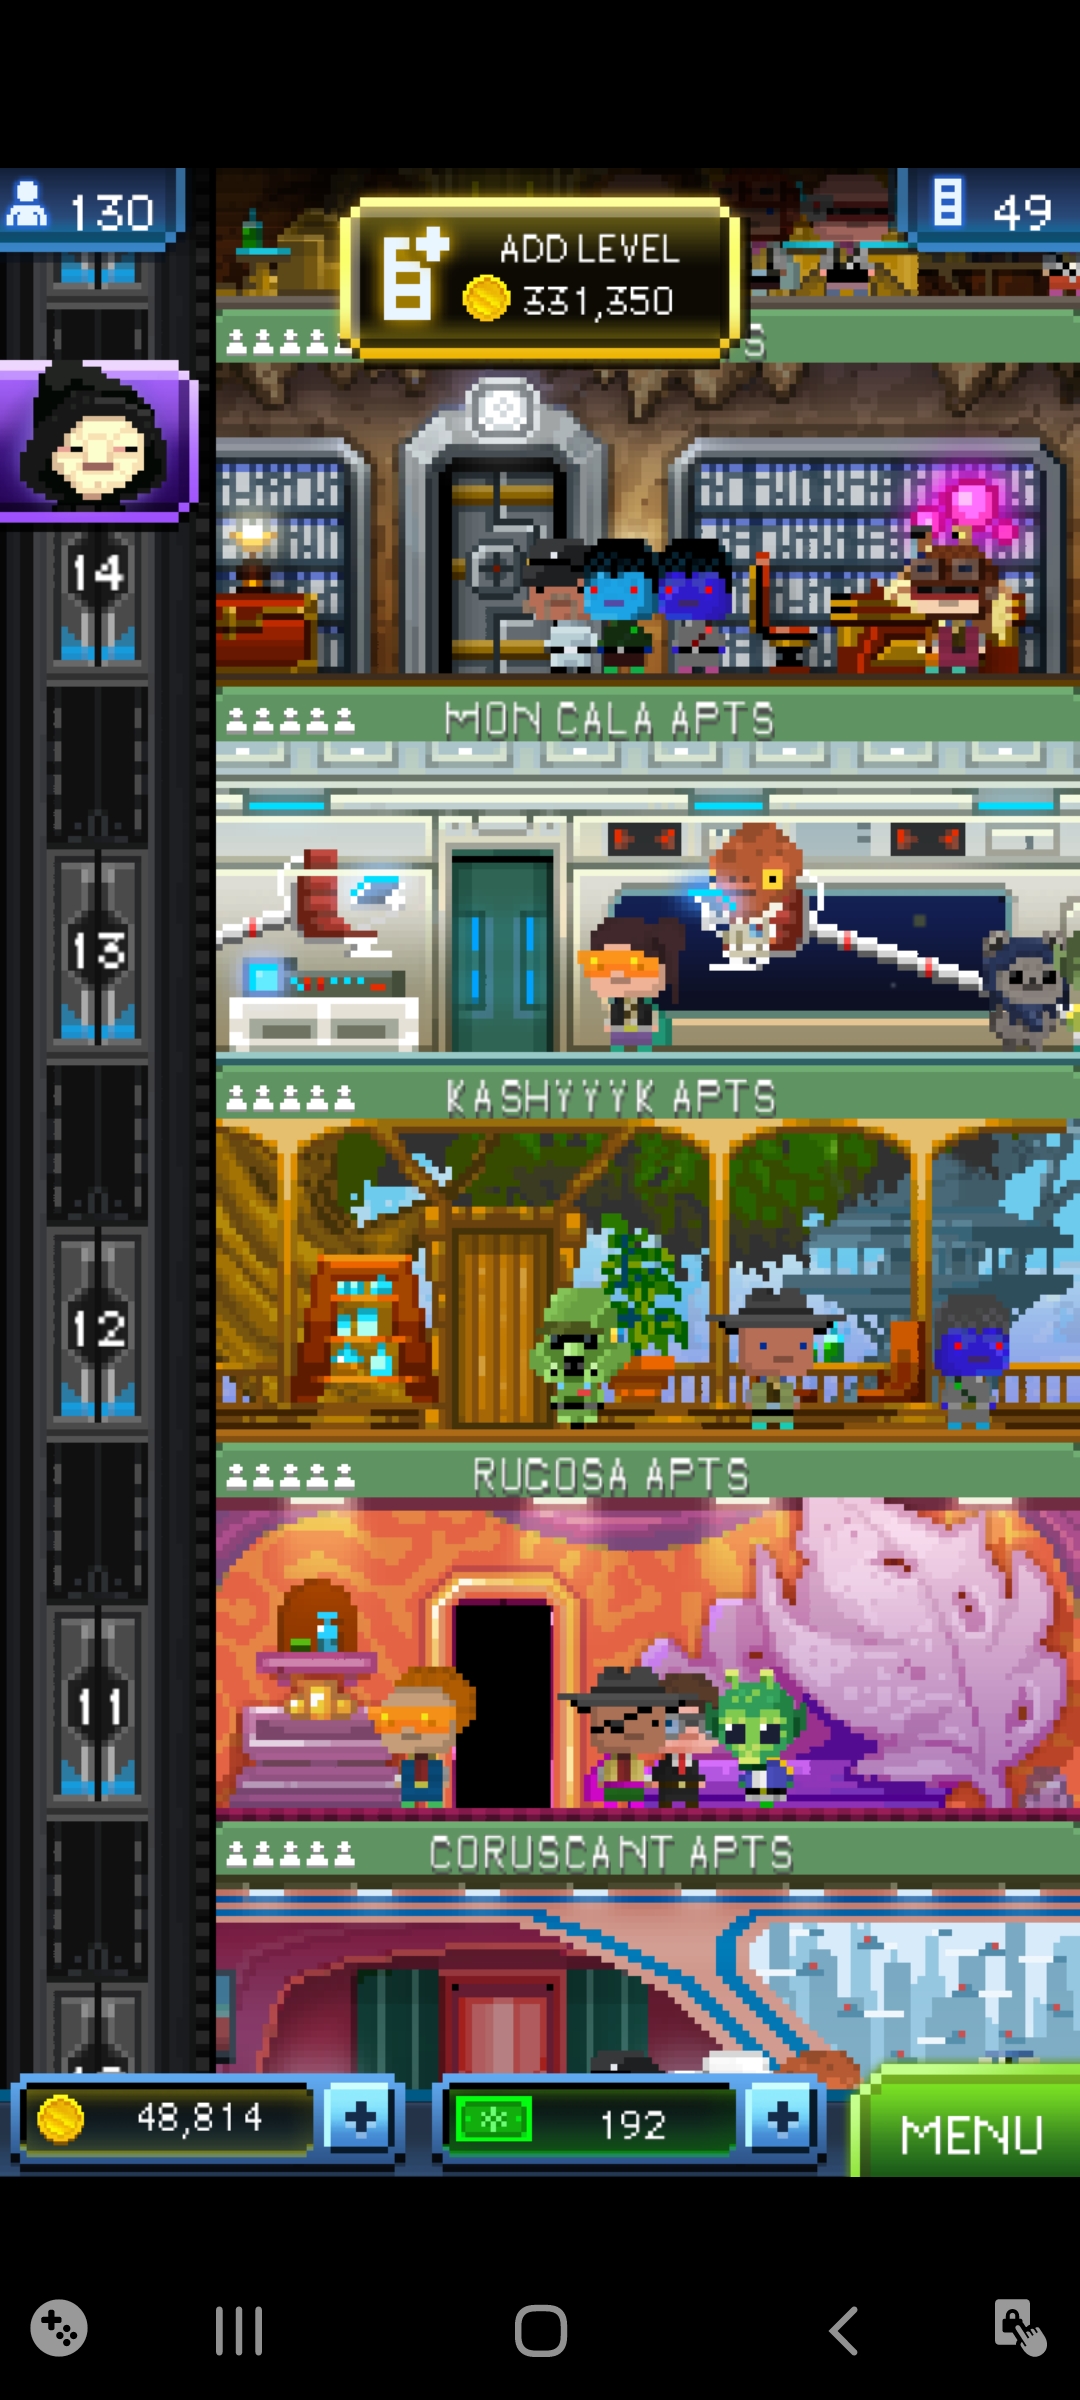 130
49
ADD LEVEL
331,350
S
14
MON CALA APTS
13
KASHYYYK APTS
12
RUCOSA APTS
11
CORUSCANT APTS
48,814
192
MENU